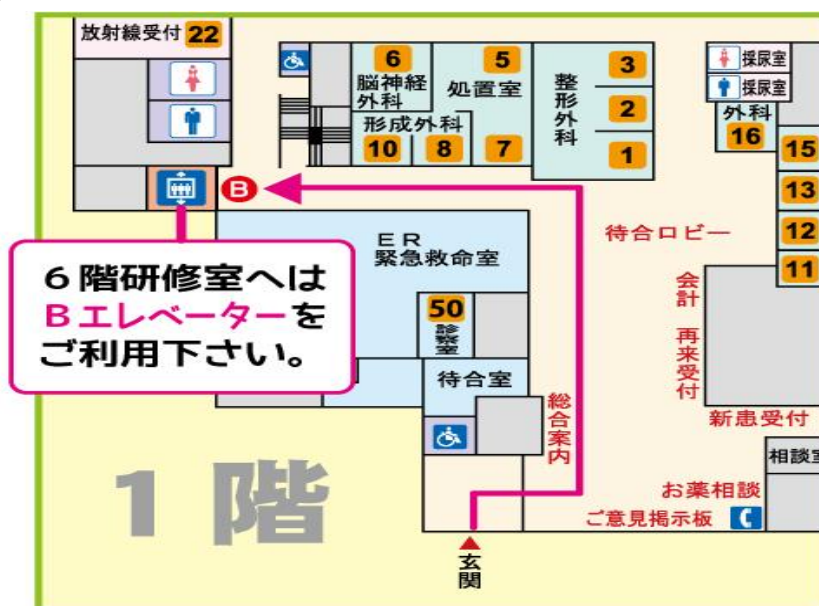 放射線受付 22
6
脳神経
外科
5
処置室
整形外科
3
2
1
形成外科
10
8
7
採尿室
採尿室
外科
16
15
13
12
11
B
6階研修室へは
Bエレベーターを
ご利用下さい。
ER
緊急救命室
50
診察室
待合室
待合ロビー
会計 再来受付
新患受付
総合案内
相談室
お薬相談
ご意見掲示板
1階
玄関